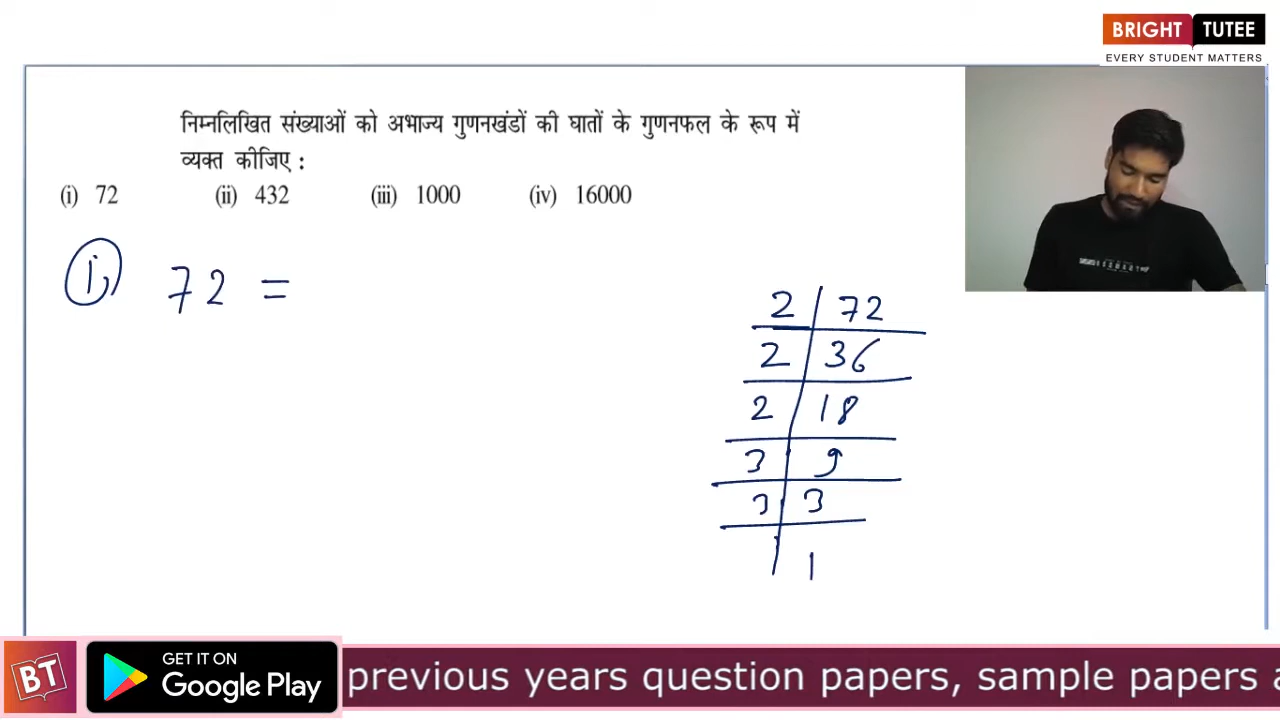 BRIGHT TUTEE
EVERY STUDENT MATTERS
निम्नलिखित संख्याओं को अभाज्य गुणनखंडों की घातों के गुणनफल के रूप में
व्यक्त कीजिए :
(i) 72 (ii) 432 (iii) 1000 (iv) 16000
i, 72 =
2 72
2 36
2 18
3 9
3 3
1
BT GET IT ON
Google Play
previous years question papers, sample papers a